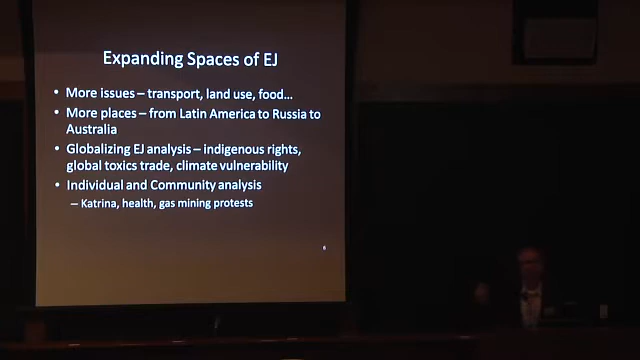 Expanding Spaces of EJ
• More issues – transport, land use, food…
• More places – from Latin America to Russia to
Australia
• Globalizing EJ analysis – indigenous rights,
global toxics trade, climate vulnerability
• Individual and Community analysis
– Katrina, health, gas mining protests
6